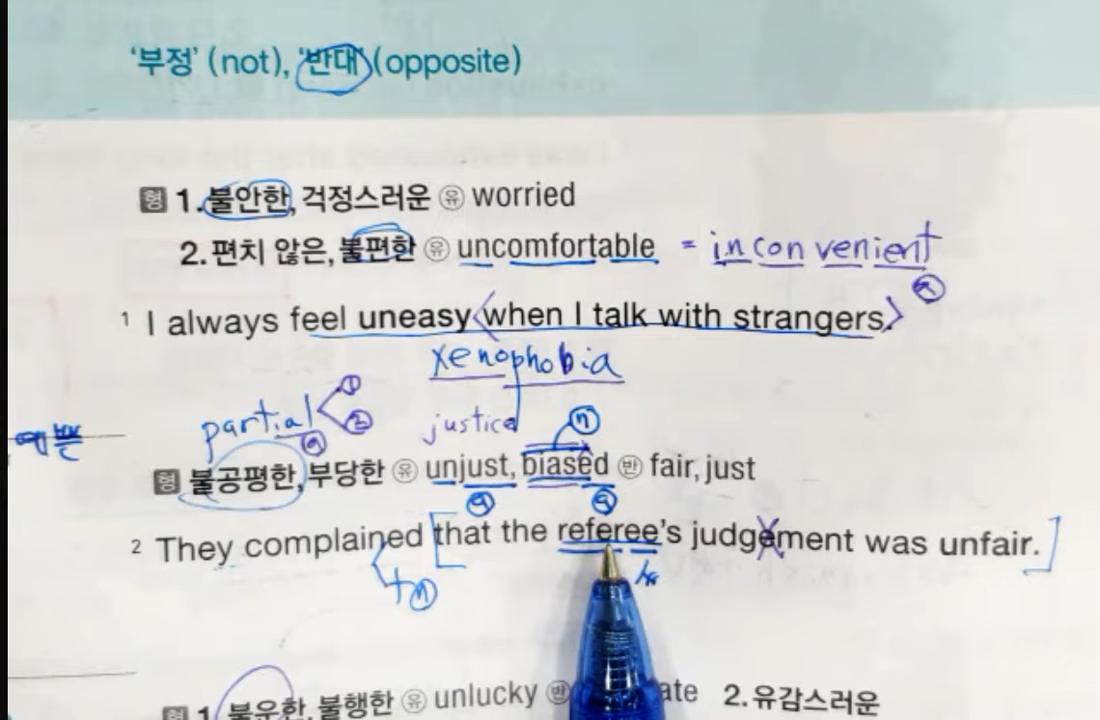 '부정' (not), '반대' (opposite)
형 1. 불안한, 걱정스러운 유 worried
2. 편치 않은, 불편한 유 uncomfortable = inconvenient
1 I always feel uneasy <when I talk with strangers.>
xenophobia
partial ① ②
justice ⓝ
형 불공평한, 부당한 유 unjust, biased 반 fair, just
ⓐ ⓐ
2 They complained [that the referee's judgement was unfair.]
+ⓝ
형 1. 불운한, 불행한 유 unlucky 반 ate 2. 유감스러운